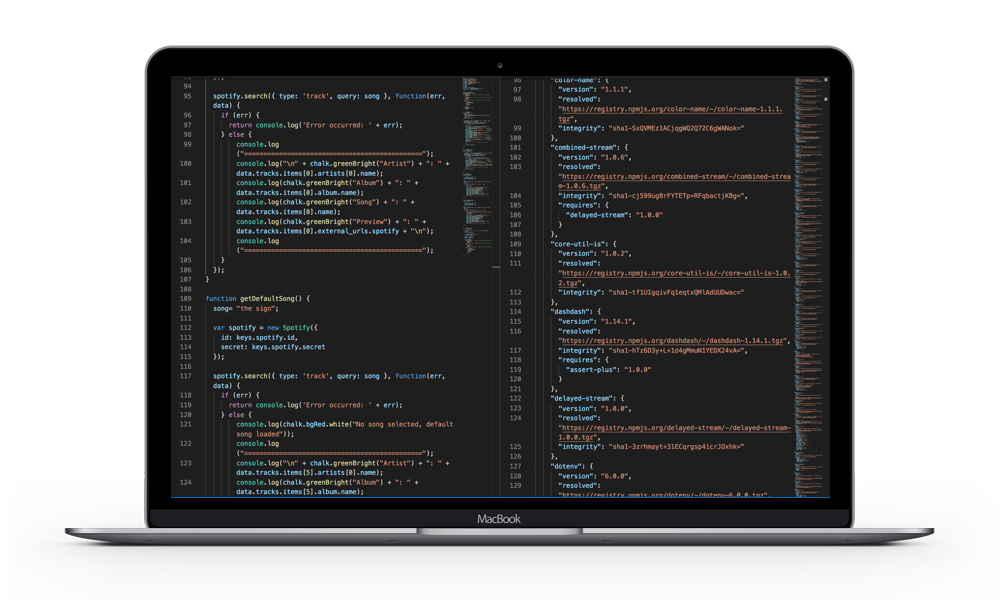 94
95 spotify.search({ type: 'track', query: song }, function(err,
data) {
96 if (err) {
97 return console.log('Error occurred: ' + err);
98 } else {
99 console.log
("========================================");
100 console.log("\n" + chalk.greenBright("Artist") + ": " +
data.tracks.items[0].artists[0].name);
101 console.log(chalk.greenBright("Album") + ": " +
data.tracks.items[0].album.name);
102 console.log(chalk.greenBright("Song") + ": " +
data.tracks.items[0].name);
103 console.log(chalk.greenBright("Preview") + ": " +
data.tracks.items[0].external_urls.spotify + "\n");
104 console.log
("========================================");
105 }
106 });
107 }
108
109 function getDefaultSong() {
110 song= "the sign";
111
112 var spotify = new Spotify({
113 id: keys.spotify.id,
114 secret: keys.spotify.secret
115 });
116
117 spotify.search({ type: 'track', query: song }, function(err,
data) {
118 if (err) {
119 return console.log('Error occurred: ' + err);
120 } else {
121 console.log(chalk.bgRed.white("No song selected, default
song loaded"));
122 console.log
("========================================");
123 console.log("\n" + chalk.greenBright("Artist") + ": " +
data.tracks.items[5].artists[0].name);
124 console.log(chalk.greenBright("Album") + ": " +
data.tracks.items[5].album.name);
96 "color-name": {
97 "version": "1.1.1",
98 "resolved":
"https://registry.npmjs.org/color-name/-/color-name-1.1.1.
tgz",
99 "integrity": "sha1-SxQVMEz1ACjqgWQ2Q72C6gWANok="
100 },
101 "combined-stream": {
102 "version": "1.0.6",
103 "resolved":
"https://registry.npmjs.org/combined-stream/-/combined-strea
m-1.0.6.tgz",
104 "integrity": "sha1-cj599ugBrFYTETp+RFqbactjKBg=",
105 "requires": {
106 "delayed-stream": "1.0.0"
107 }
108 },
109 "core-util-is": {
110 "version": "1.0.2",
111 "resolved":
"https://registry.npmjs.org/core-util-is/-/core-util-is-1.0.
2.tgz",
112 "integrity": "sha1-tf1UIgqivFq1eqtxQMlAdUUDwac="
113 },
114 "dashdash": {
115 "version": "1.14.1",
116 "resolved":
"https://registry.npmjs.org/dashdash/-/dashdash-1.14.1.tgz",
117 "integrity": "sha1-hTz6D3y+L+1d4gMmuN1YEDX24vA=",
118 "requires": {
119 "assert-plus": "1.0.0"
120 }
121 },
122 "delayed-stream": {
123 "version": "1.0.0",
124 "resolved":
"https://registry.npmjs.org/delayed-stream/-/delayed-stream-
1.0.0.tgz",
125 "integrity": "sha1-3zrhmayt+31ECqrgsp4icrJOxhk="
126 },
127 "dotenv": {
128 "version": "6.0.0",
129 "resolved":
"https://registry.npmjs.org/dotenv/-/dotenv-6.0.0.tgz",
MacBook